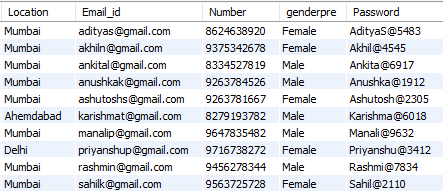 Location Email_id Number genderpre Password
Mumbai adityas@gmail.com 8624638920 Female AdityaS@5483
Mumbai akhiln@gmail.com 9375342678 Female Akhil@4545
Mumbai ankital@gmail.com 8334527819 Male Ankita@6917
Mumbai anushkak@gmail.com 9263784526 Male Anushka@1912
Mumbai ashutoshs@gmail.com 9263781667 Female Ashutosh@2305
Ahemdabad karishmat@gmail.com 8279193782 Male Karishma@6018
Mumbai manalip@gmail.com 9647835482 Male Manali@9632
Delhi priyanshup@gmail.com 9716738272 Female Priyanshu@3412
Mumbai rashmin@gmail.com 9456278344 Male Rashmi@7834
Mumbai sahilk@gmail.com 9563725728 Female Sahil@2110